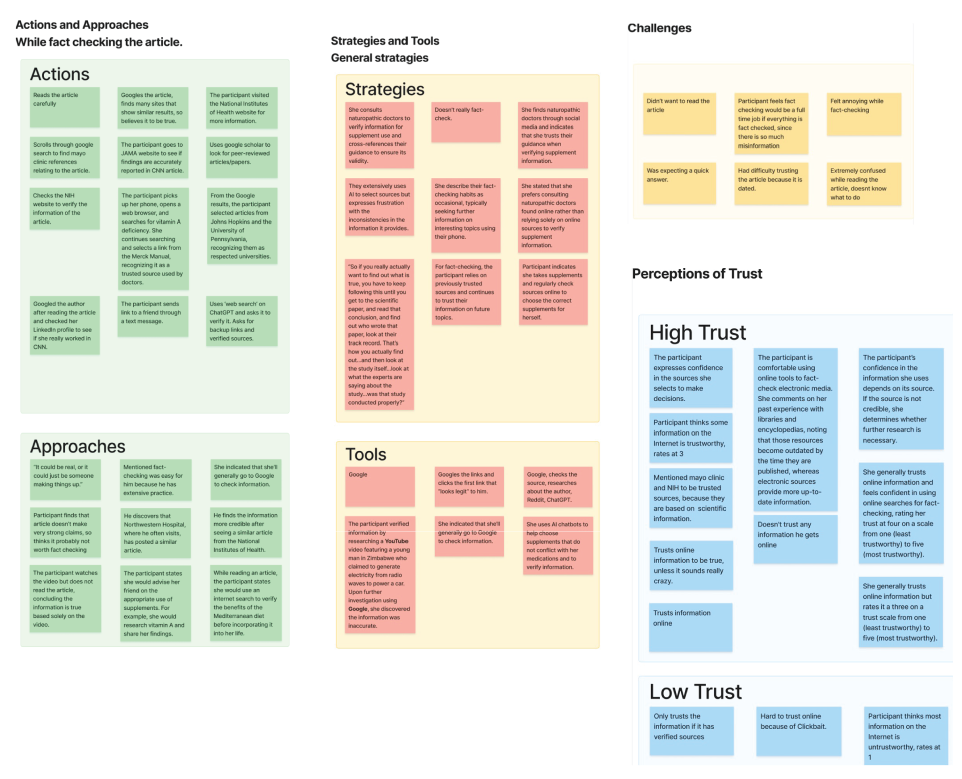 Actions and Approaches
While fact checking the article.
Actions
Reads the article
carefully
Googles the article,
finds many sites that
show similar results, so
believes it to be true.
The participant visited
the National Institutes
of Health website for
more information.
Scrolls through google
search to find mayo
clinic references
relating to the article.
The participant goes to
JAMA website to see if
findings are accurately
reported in CNN article.
Uses google scholar to
look for peer-reviewed
articles/papers.
Checks the NIH
website to verify the
information of the
article.
The participant picks
up her phone, opens a
web browser, and
searches for vitamin A
deficiency. She
continues searching
and selects a link from
the Merck Manual,
recognizing it as a
trusted source used by
doctors.
From the Google
results, the participant
selected articles from
Johns Hopkins and the
University of
Pennsylvania,
recognizing them as
respected universities.
Googled the author
after reading the article
and checked her
LinkedIn profile to see
if she really worked in
CNN.
The participant sends
link to a friend through
a text message.
Uses 'web search' on
ChatGPT and asks it to
verify it. Asks for
backup links and
verified sources.
Approaches
"It could be real, or it
could just be someone
making things up."
Mentioned fact-
checking was easy for
him because he has
extensive practice.
She indicated that she'll
generally go to Google
to check information.
Participant finds that
article doesn't make
very strong claims, so
thinks it probably not
worth fact checking
He discovers that
Northwestern Hospital,
where he often visits,
has posted a similar
article.
He finds the information
more credible after
seeing a similar article
from the National
Institutes of Health.
The participant watches
the video but does not
read the article,
concluding the
information is true
based solely on the
video.
The participant states
she would advise her
friend on the
appropriate use of
supplements. For
example, she would
research vitamin A and
share her findings.
While reading an article,
the participant states
she would use an
internet search to verify
the benefits of the
Mediterranean diet
before incorporating it
into her life.
Strategies and Tools
General stratagies
Strategies
She consults
naturopathic doctors to
verify information for
supplement use and
cross-references their
guidance to ensure its
validity.
Doesn't really fact-
check.
She finds naturopathic
doctors through social
media and indicates
that she trusts their
guidance when
verifying supplement
information.
They extensively uses
AI to select sources but
expresses frustration
with the
inconsistencies in the
information it provides.
She describe their fact-
checking habits as
occasional, typically
seeking further
information on
interesting topics using
their phone.
She stated that she
prefers consulting
naturopathic doctors
found online rather than
relying solely on online
sources to verify
supplement
information.
"So if you really actually
want to find out what is
true, you have to keep
following this until you
get to the scientific
paper, and read that
conclusion, and find
out who wrote that
paper, look at their
track record. That's
how you actually find
out...and then look at
the study itself...look at
what the experts are
saying about the
study...was that study
conducted properly?"
For fact-checking, the
participant relies on
previously trusted
sources and continues
to trust their
information on future
topics.
Participant indicates
she takes supplements
and regularly check
sources online to
choose the correct
supplements for
herself.
Tools
Google
Googles the links and
clicks the first link that
"looks legit" to him.
Google, checks the
source, researches
about the author,
Reddit, ChatGPT.
The participant verified
information by
researching a YouTube
video featuring a young
man in Zimbabwe who
claimed to generate
electricity from radio
waves to power a car.
Upon further
investigation using
Google, she discovered
the information was
inaccurate.
She indicated that she'll
generally go to Google
to check information.
She uses AI chatbots to
help choose
supplements that do
not conflict with her
medications and to
verify information.
Challenges
Didn't want to read the
article
Participant feels fact
checking would be a full
time job if everything is
fact checked, since
there is so much
misinformation
Felt annoying while
fact-checking
Was expecting a quick
answer.
Had difficulty trusting
the article because it is
dated.
Extremely confused
while reading the
article, doesnt know
what to do
Perceptions of Trust
High Trust
The participant
expresses confidence
in the sources she
selects to make
decisions.
Participant thinks some
information on the
Internet is trustworthy,
rates at 3
Mentioned mayo clinic
and NIH to be trusted
sources, because they
are based on scientific
information.
Trusts online
information to be true,
unless it sounds really
crazy.
Trusts information
online
The participant is
comfortable using
online tools to fact-
check electronic media.
She comments on her
past experience with
libraries and
encyclopedias, noting
that those resources
become outdated by
the time they are
published, whereas
electronic sources
provide more up-to-
date information.
Doesn't trust any
information he gets
online
The participant's
confidence in the
information she uses
depends on its source.
If the source is not
credible, she
determines whether
further research is
necessary.
She generally trusts
online information and
feels confident in using
online searches for fact-
checking, rating her
trust at four on a scale
from one (least
trustworthy) to five
(most trustworthy).
She generally trusts
online information but
rates it a three on a
trust scale from one
(least trustworthy) to
five (most trustworthy).
Low Trust
Only trusts the
information if it has
verified sources
Hard to trust online
because of Clickbait.
Participant thinks most
information on the
Internet is
untrustworthy, rates at
1